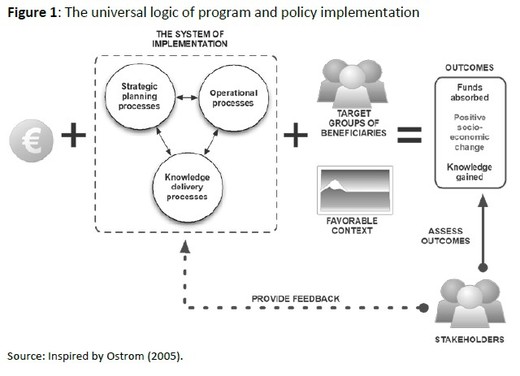 Figure 1: The universal logic of program and policy implementation
THE SYSTEM OF
IMPLEMENTATION
Strategic
planning
processes
Operational
processes
Knowledge
delivery
processes
€
+
+
TARGET
GROUPS OF
BENEFICIARIES
FAVORABLE
CONTEXT
=
OUTCOMES
Funds
absorbed
Positive
socio-
economic
change
Knowledge
gained
ASSESS
OUTCOMES
PROVIDE FEEDBACK
STAKEHOLDERS
Source: Inspired by Ostrom (2005).